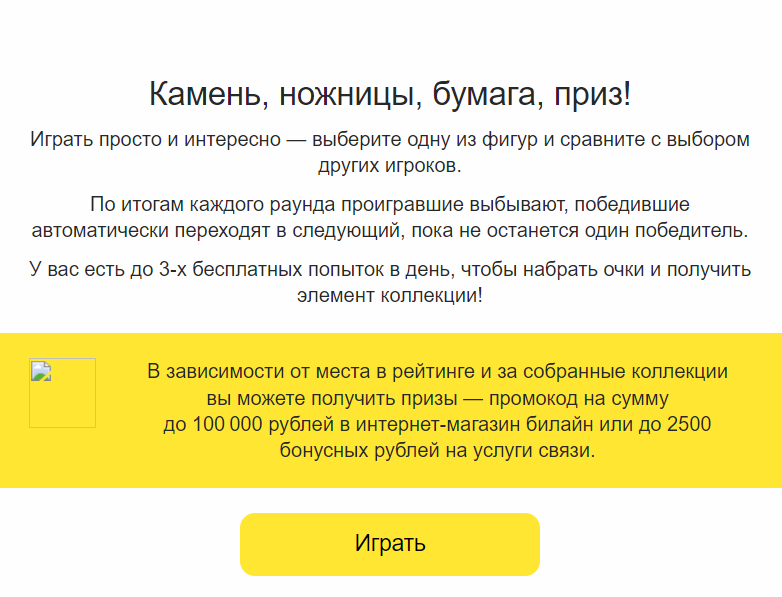 Камень, ножницы, бумага, приз!
Играть просто и интересно — выберите одну из фигур и сравните с выбором
других игроков.
По итогам каждого раунда проигравшие выбывают, победившие
автоматически переходят в следующий, пока не останется один победитель.
У вас есть до 3-х бесплатных попыток в день, чтобы набрать очки и получить
элемент коллекции!
В зависимости от места в рейтинге и за собранные коллекции
вы можете получить призы — промокод на сумму
до 100 000 рублей в интернет-магазин билайн или до 2500
бонусных рублей на услуги связи.
Играть